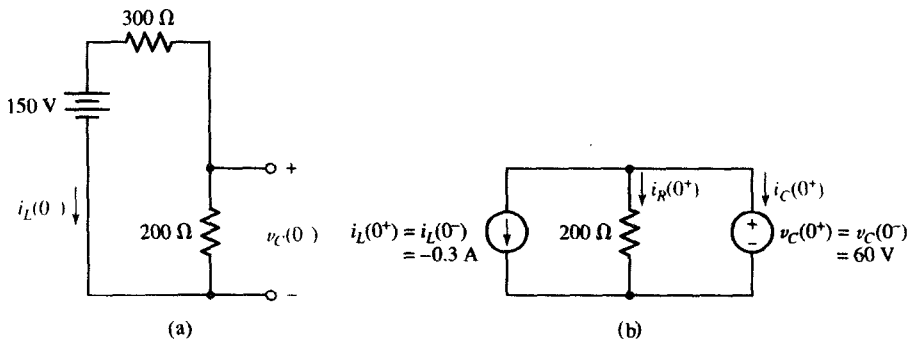 300 Ω
150 V
i_L(0⁻)
200 Ω
+
v_C(0⁻)
−
(a)
i_L(0⁺) = i_L(0⁻)
= −0.3 A
200 Ω
i_R(0⁺)
i_C(0⁺)
+
−
v_C(0⁺) = v_C(0⁻)
= 60 V
(b)